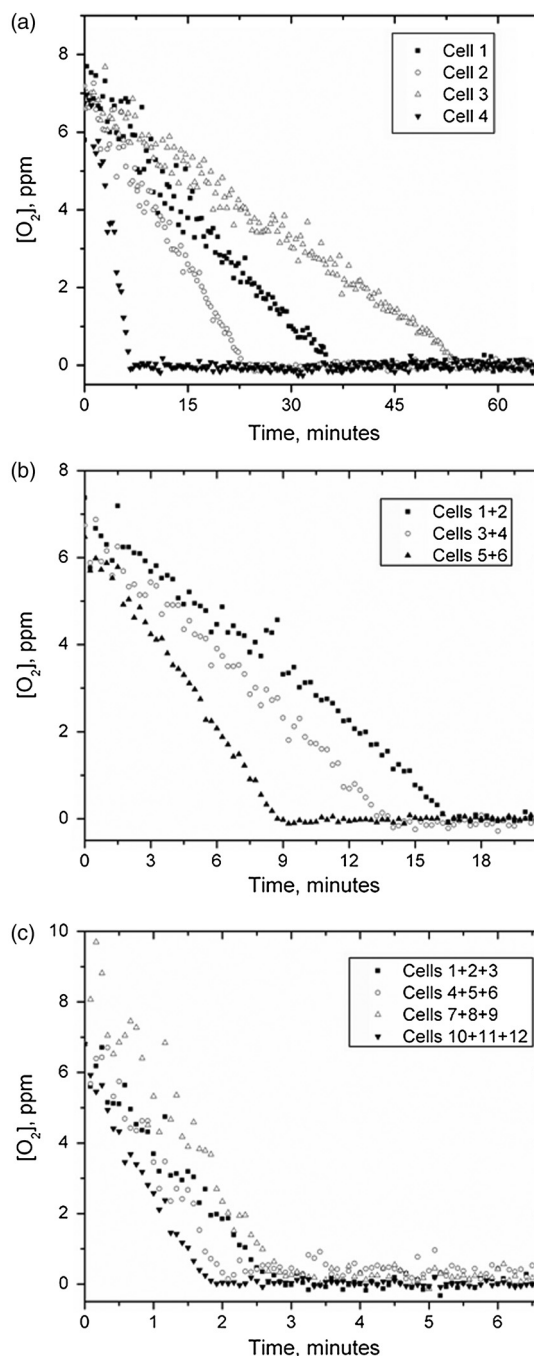 (a)
8
6
4
2
0
[O₂], ppm
Cell 1
Cell 2
Cell 3
Cell 4
0 15 30 45 60
Time, minutes
(b)
8
6
4
2
0
[O₂], ppm
Cells 1+2
Cells 3+4
Cells 5+6
0 3 6 9 12 15 18
Time, minutes
(c)
10
8
6
4
2
0
[O₂], ppm
Cells 1+2+3
Cells 4+5+6
Cells 7+8+9
Cells 10+11+12
0 1 2 3 4 5 6
Time, minutes